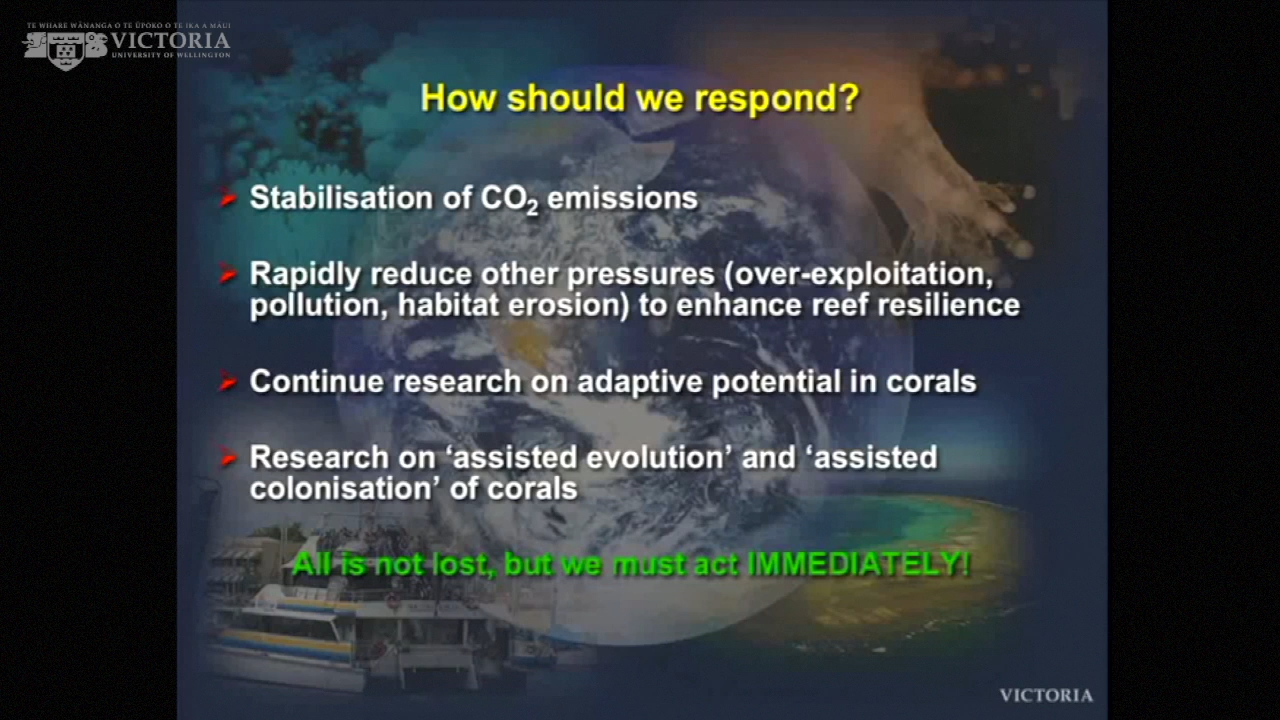 TE WHARE WĀNANGA O TE ŪPOKO O TE IKA A MĀUI
VICTORIA
UNIVERSITY OF WELLINGTON
How should we respond?
Stabilisation of CO₂ emissions
Rapidly reduce other pressures (over-exploitation,
pollution, habitat erosion) to enhance reef resilience
Continue research on adaptive potential in corals
Research on ‘assisted evolution’ and ‘assisted
colonisation’ of corals
All is not lost, but we must act IMMEDIATELY!
VICTORIA